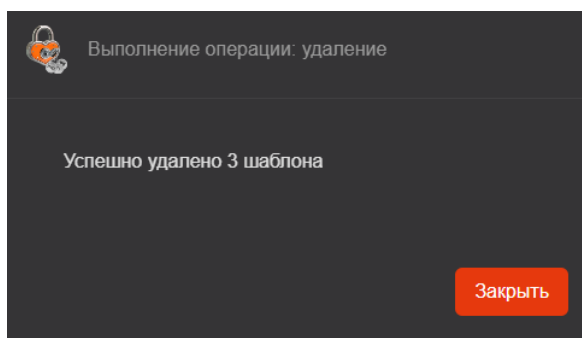 Выполнение операции: удаление
Успешно удалено 3 шаблона
Закрыть